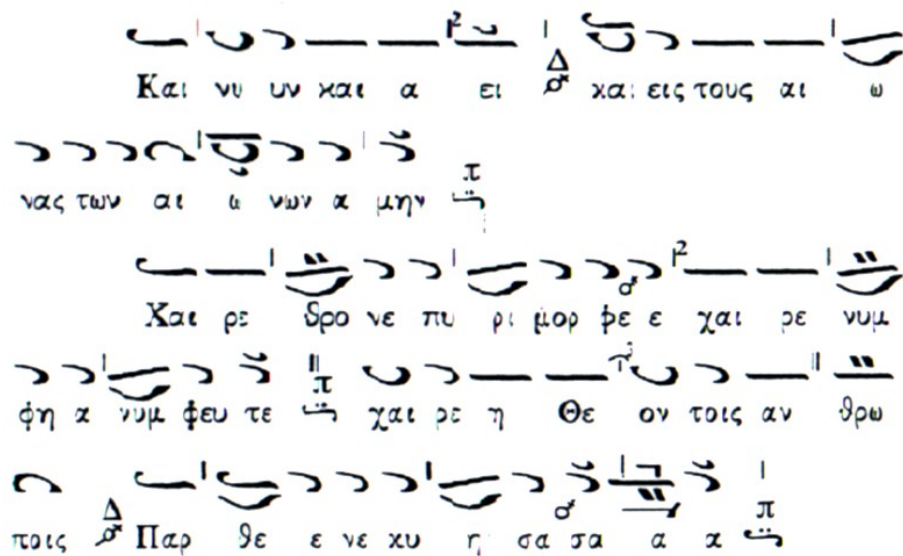 Και νυ υν και α ει Δ και εις τους αι ω
νας των αι ω νων α μην π
Χαι ρε θρο νε πυ ρι μορ φε ε χαι ρε νυμ
φη α νυμ φευ τε π χαι ρε η Θε ον τοις αν θρω
ποις Δ Παρ θε ε νε κυ η σα σα α α π